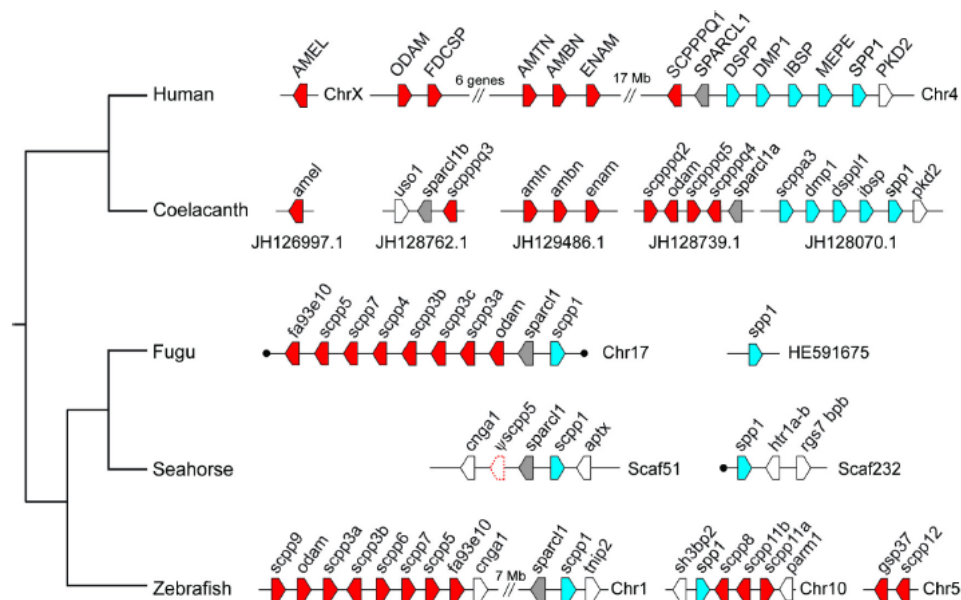 AMEL
ODAM FDCSP AMTN AMBN ENAM SCPPPQ1 SPARCL1 DSPP DMP1 IBSP MEPE SPP1 PKD2
6 genes 17 Mb
Human ChrX Chr4
amel uso1 sparcl1b scpppq3 amtn ambn enam scpppq2 odam scpppq5 scpppq4 sparcl1a scppa3 dmp1 dsppl1 ibsp spp1 pkd2
Coelacanth
JH126997.1 JH128762.1 JH129486.1 JH128739.1 JH128070.1
fa93e10 scpp5 scpp7 scpp4 scpp3b scpp3c scpp3a odam sparcl1 scpp1 spp1
Fugu Chr17 HE591675
cnga1 ψscpp5 sparcl1 scpp1 aptx spp1 htr1a-b rgs7 bpb
Seahorse Scaf51 Scaf232
scpp9 odam scpp3a scpp3b scpp6 scpp7 scpp5 fa93e10 cnga1 sparcl1 scpp1 tnip2 sh3bp2 spp1 scpp8 scpp11b scpp11a parm1 gsp37 scpp12
7 Mb
Zebrafish Chr1 Chr10 Chr5